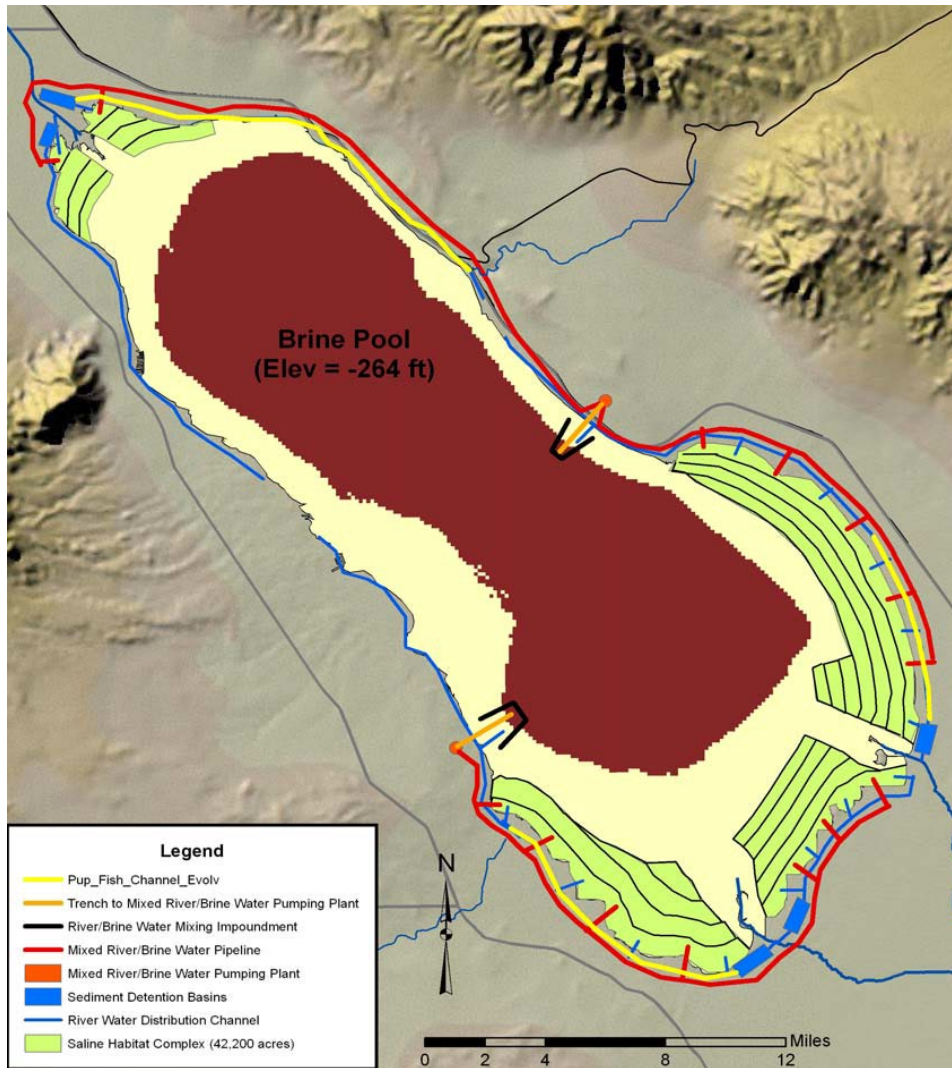 Brine Pool
(Elev = -264 ft)
Legend
Pup_Fish_Channel_Evolv
Trench to Mixed River/Brine Water Pumping Plant
River/Brine Water Mixing Impoundment
Mixed River/Brine Water Pipeline
Mixed River/Brine Water Pumping Plant
Sediment Detention Basins
River Water Distribution Channel
Saline Habitat Complex (42,200 acres)
N
Miles
0 2 4 8 12